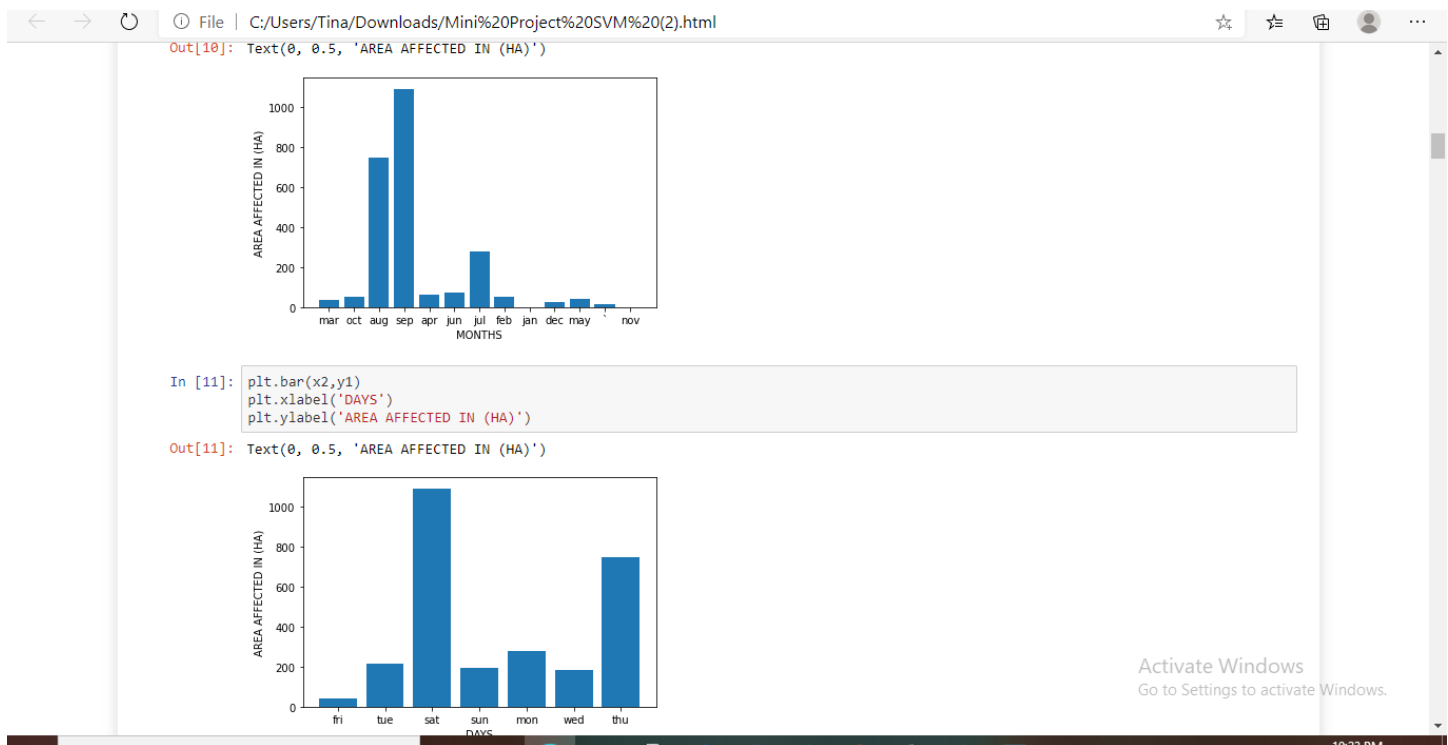 File | C:/Users/Tina/Downloads/Mini%20Project%20SVM%20(2).html
Out[10]: Text(0, 0.5, 'AREA AFFECTED IN (HA)')
AREA AFFECTED IN (HA)
1000
800
600
400
200
0
mar oct aug sep apr jun jul feb jan dec may ` nov
MONTHS
In [11]: plt.bar(x2,y1)
plt.xlabel('DAYS')
plt.ylabel('AREA AFFECTED IN (HA)')
Out[11]: Text(0, 0.5, 'AREA AFFECTED IN (HA)')
AREA AFFECTED IN (HA)
1000
800
600
400
200
0
fri tue sat sun mon wed thu
DAYS
Activate Windows
Go to Settings to activate Windows.